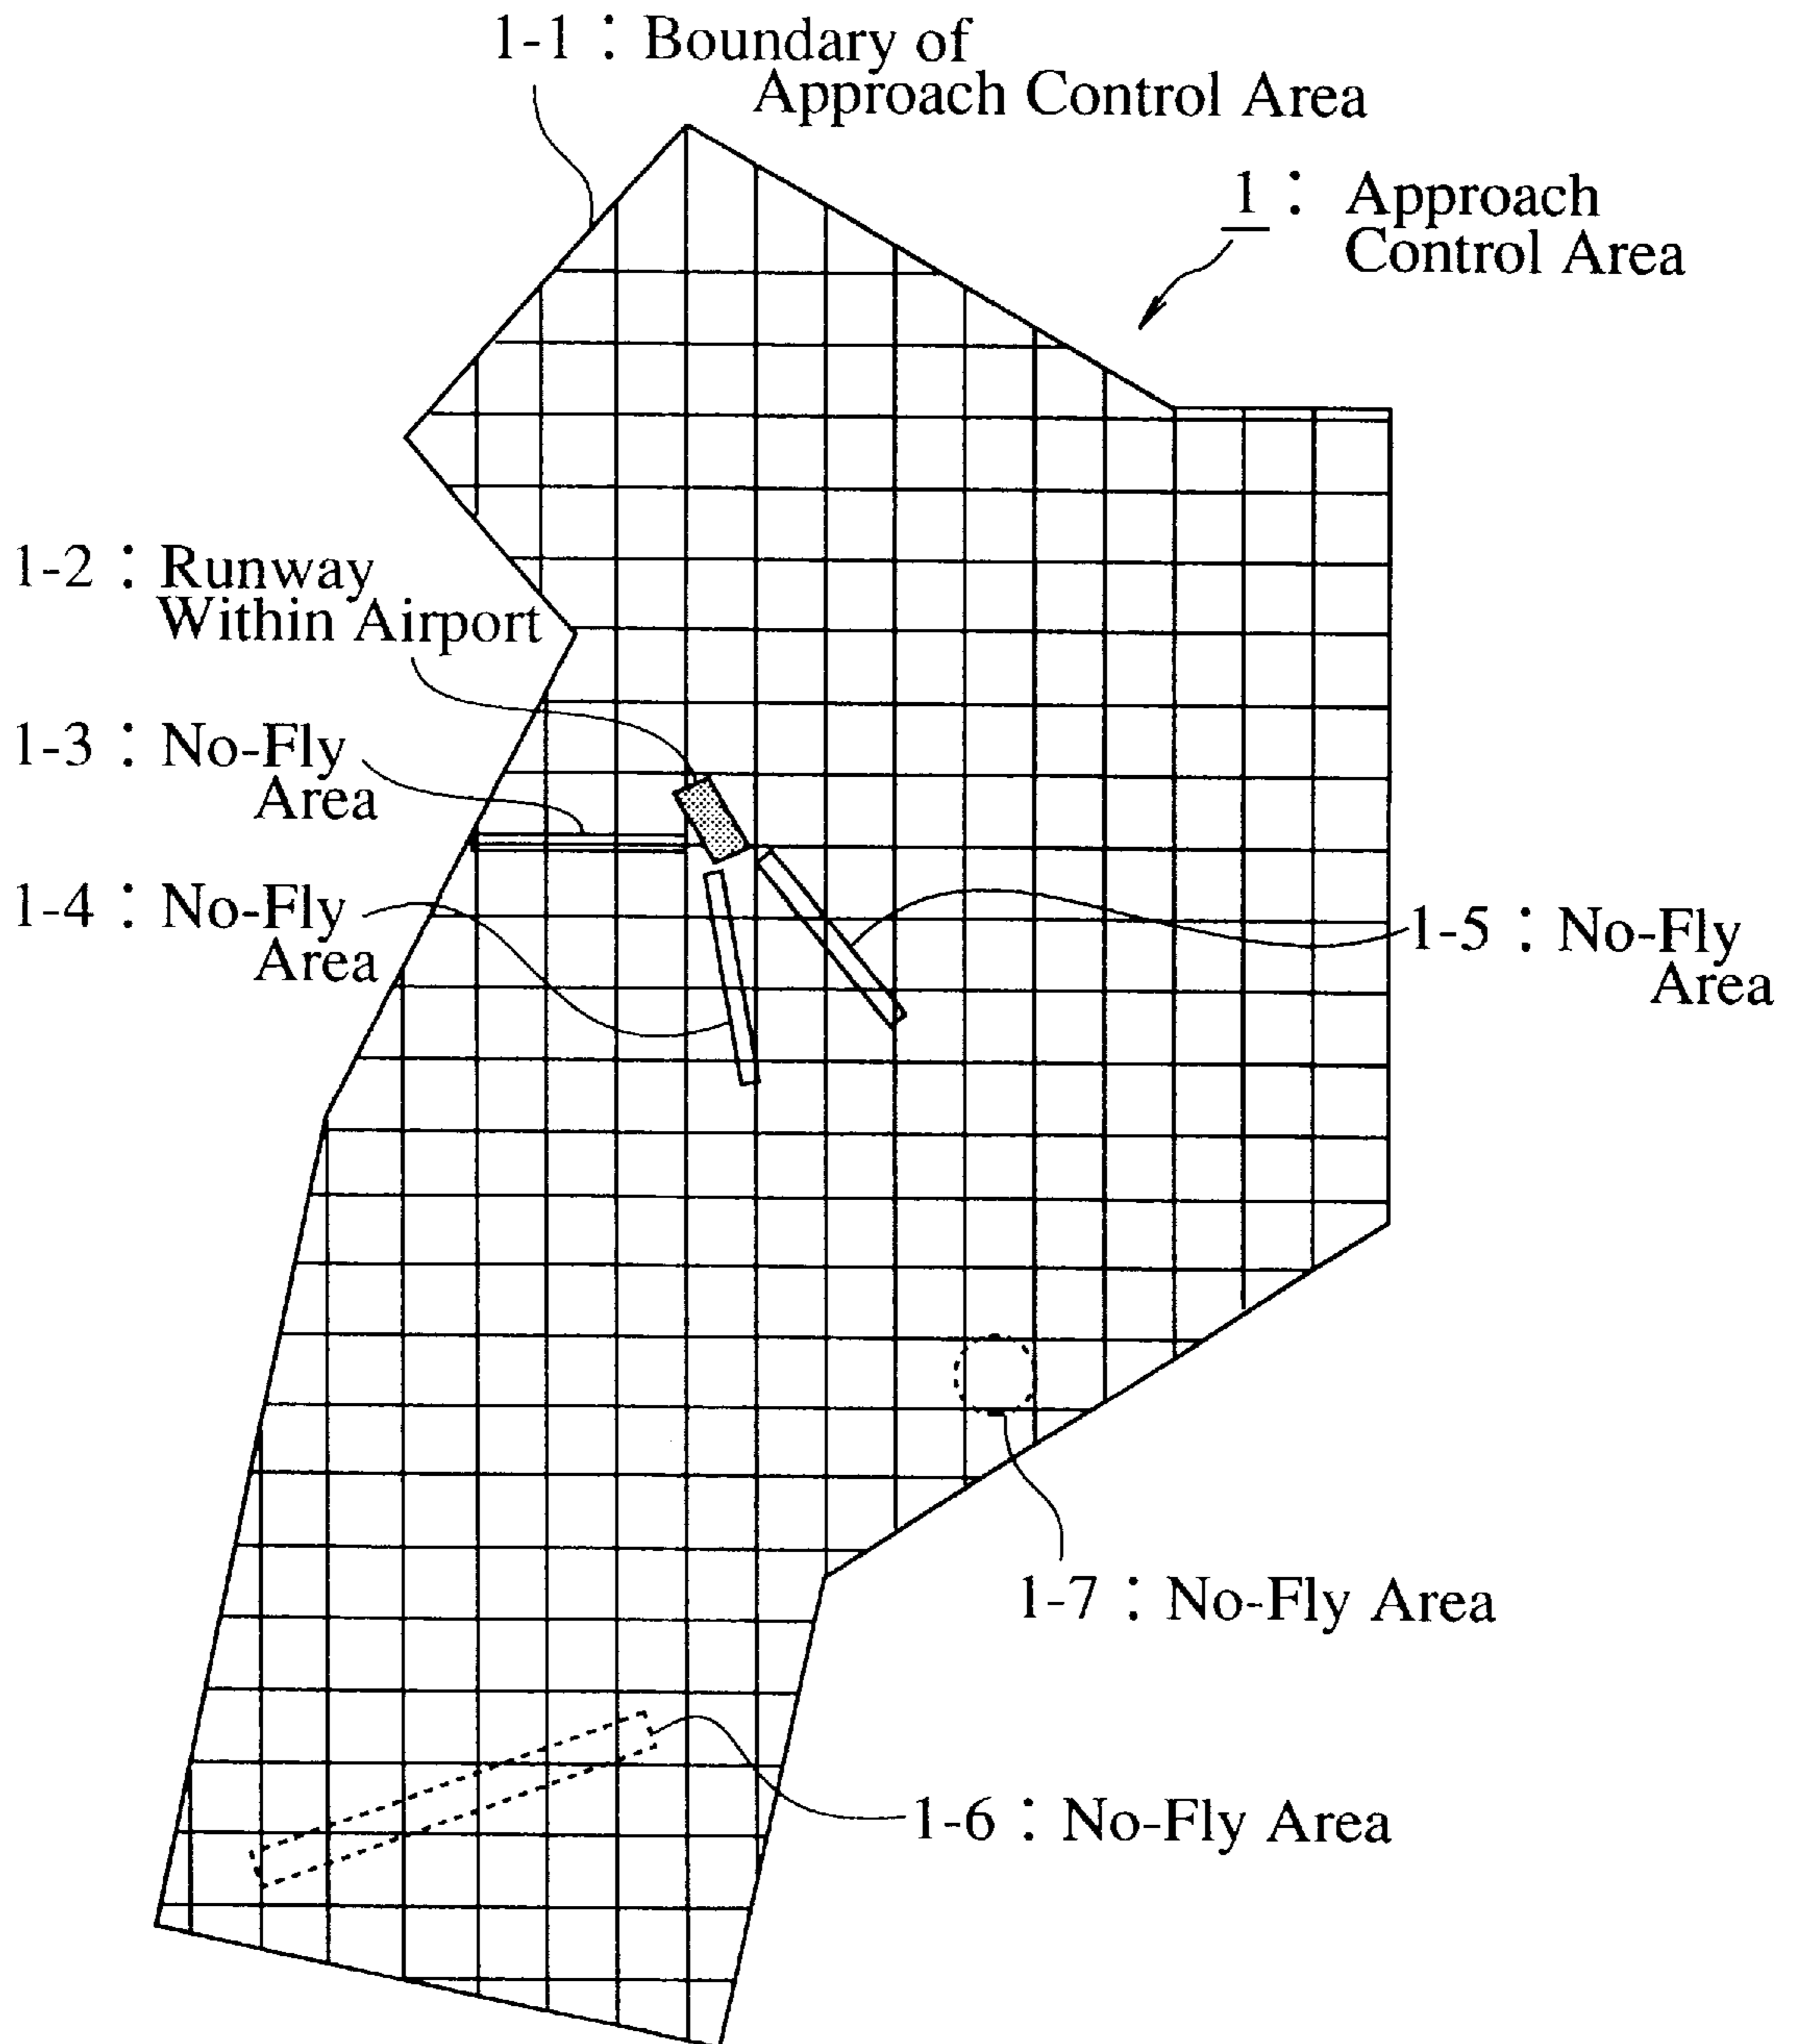 1-1 : Boundary of
Approach Control Area
1 : Approach
Control Area
1-2 : Runway
Within Airport
1-3 : No-Fly
Area
1-4 : No-Fly
Area
1-5 : No-Fly
Area
1-7 : No-Fly Area
1-6 : No-Fly Area